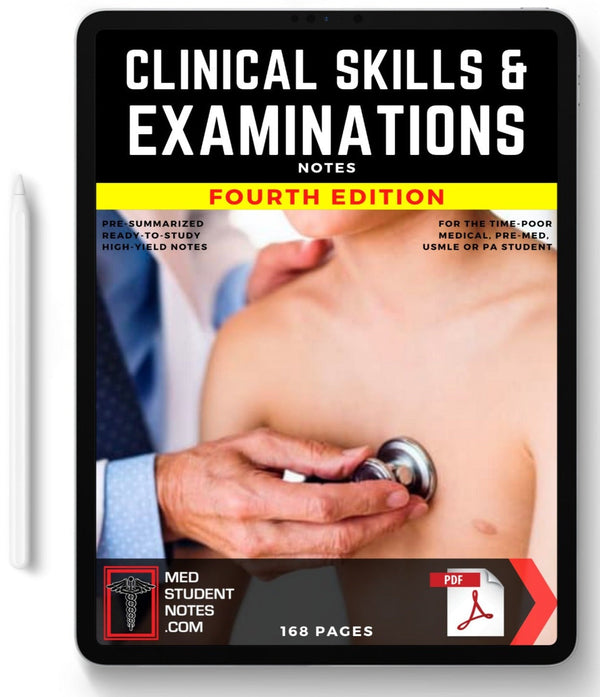 CLINICAL SKILLS &
EXAMINATIONS
NOTES
FOURTH EDITION
PRE-SUMMARIZED
READY-TO-STUDY
HIGH-YIELD NOTES
FOR THE TIME-POOR
MEDICAL, PRE-MED,
USMLE OR PA STUDENT
MED
STUDENT
NOTES
.COM
168 PAGES
PDF